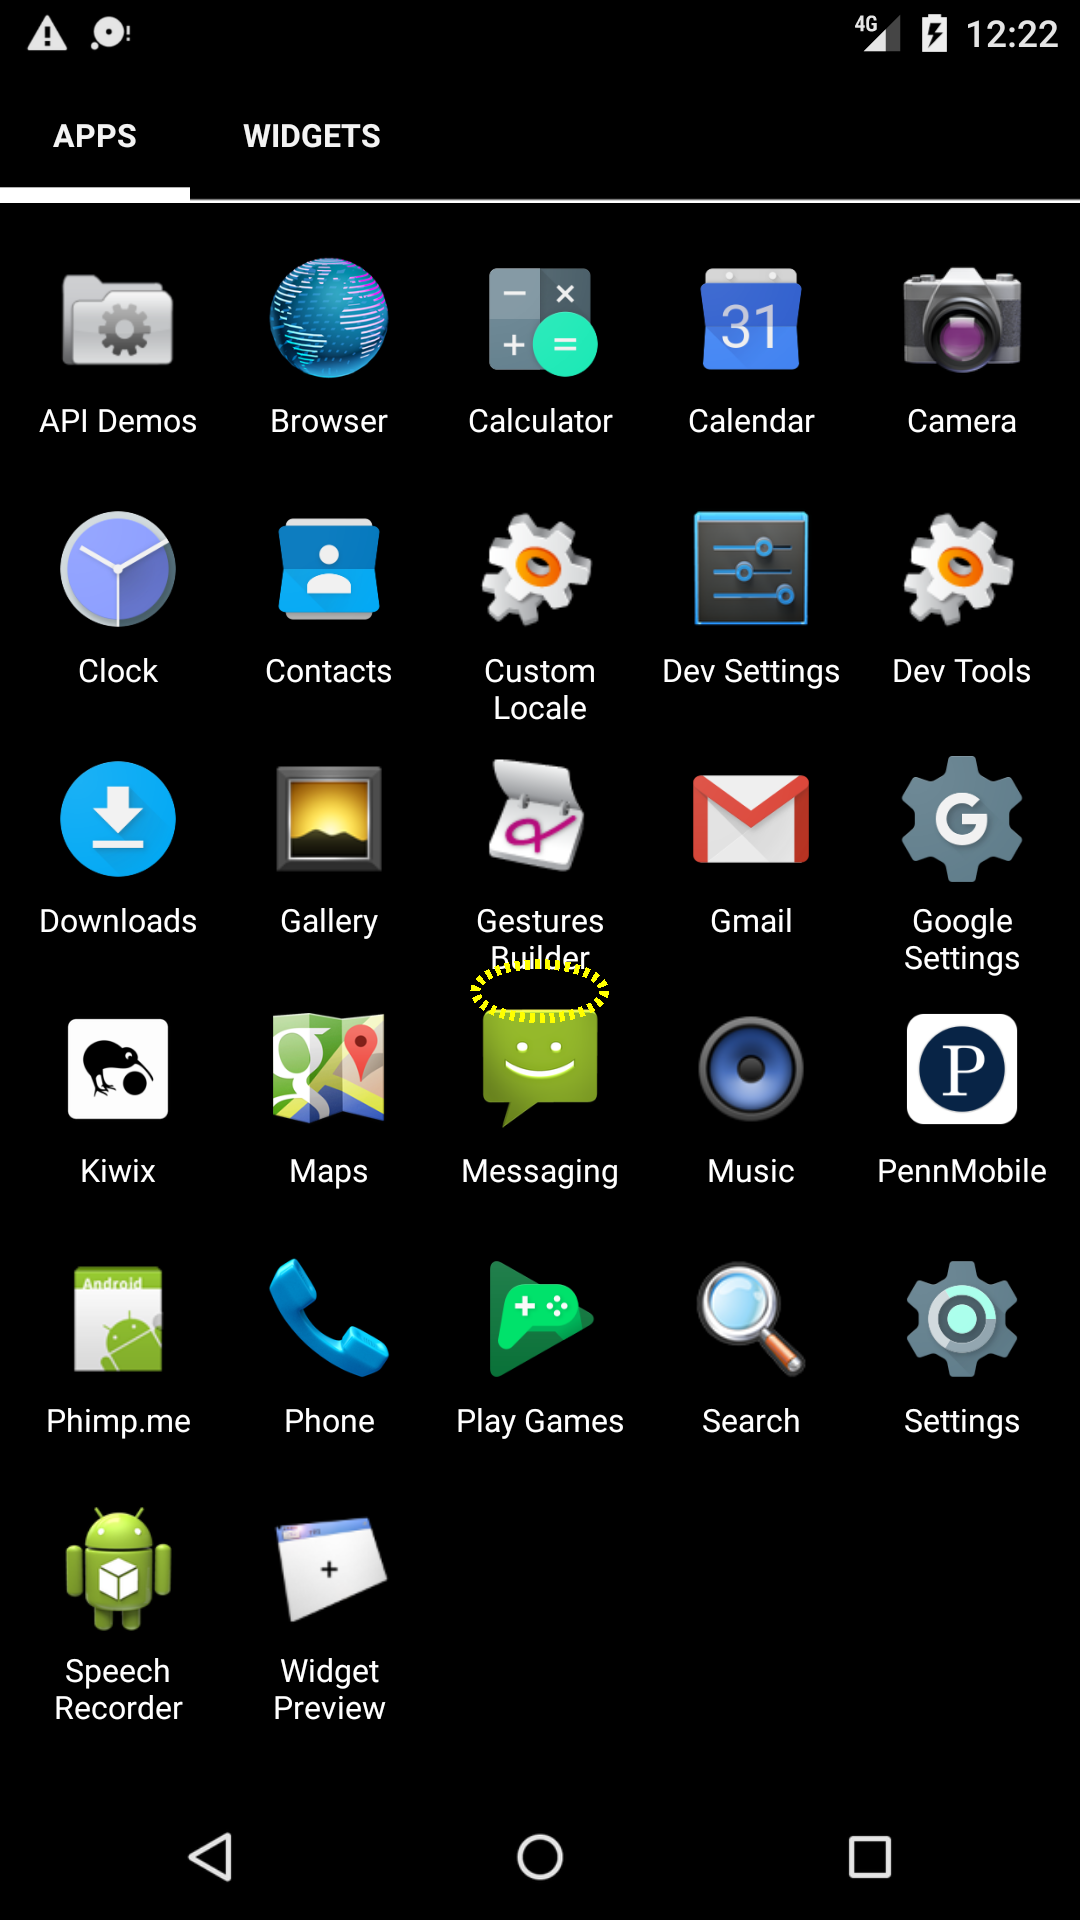 4G 12:22
APPS WIDGETS
31
API Demos Browser Calculator Calendar Camera
Clock Contacts Custom Locale Dev Settings Dev Tools
G
Downloads Gallery Gestures Builder Gmail Google Settings
g P
Kiwix Maps Messaging Music PennMobile
Android
Phimp.me Phone Play Games Search Settings
Speech Recorder Widget Preview